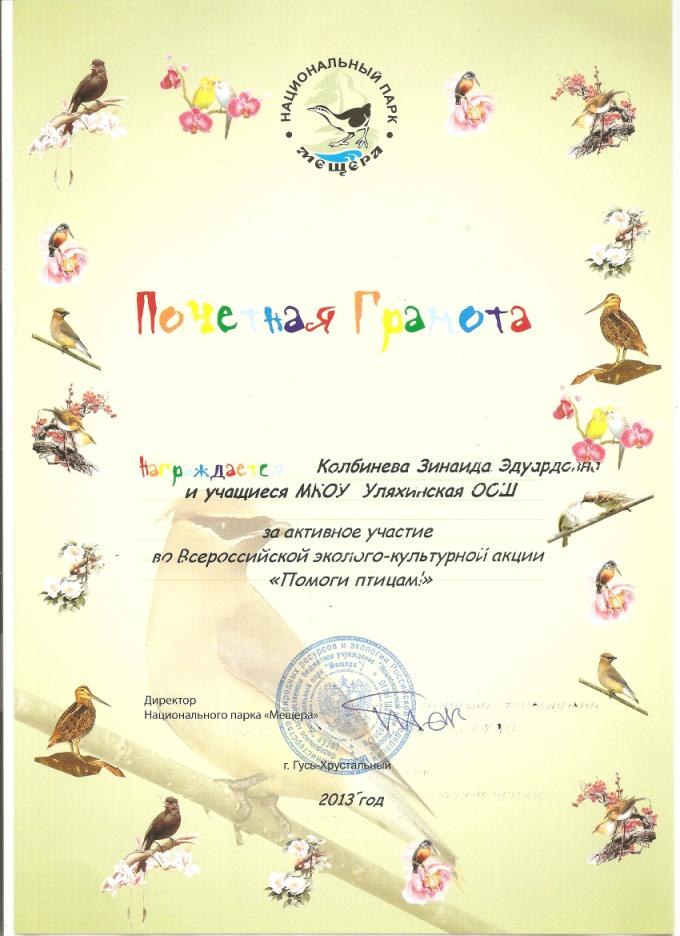 НАЦИОНАЛЬНЫЙ ПАРК
МЕЩЕРА
Почетная Грамота
Награждается Колбинева Зинаида Эдуардовна
и учащиеся МКОУ Уляхинская ООШ
за активное участие
во Всероссийской эколого-культурной акции
«Помоги птицам!»
Директор
Национального парка «Мещера»
г. Гусь-Хрустальный
2013 год